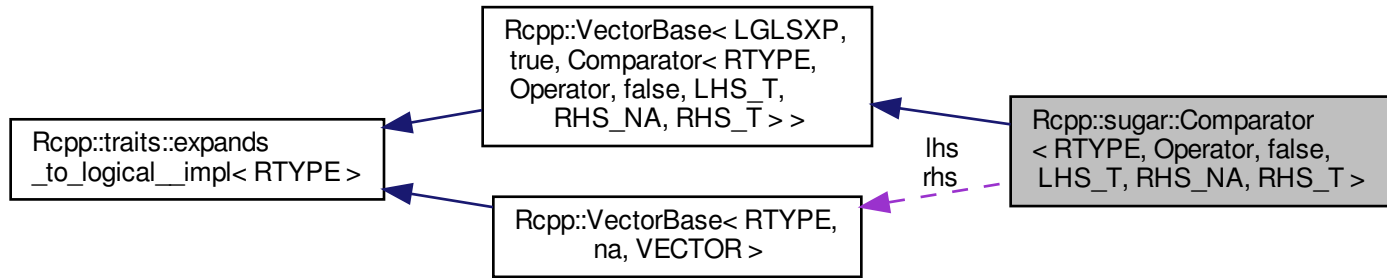 Rcpp::VectorBase< LGLSXP,
true, Comparator< RTYPE,
Operator, false, LHS_T,
RHS_NA, RHS_T > >
Rcpp::traits::expands
_to_logical__impl< RTYPE >
Rcpp::VectorBase< RTYPE,
na, VECTOR >
lhs
rhs
Rcpp::sugar::Comparator
< RTYPE, Operator, false,
LHS_T, RHS_NA, RHS_T >